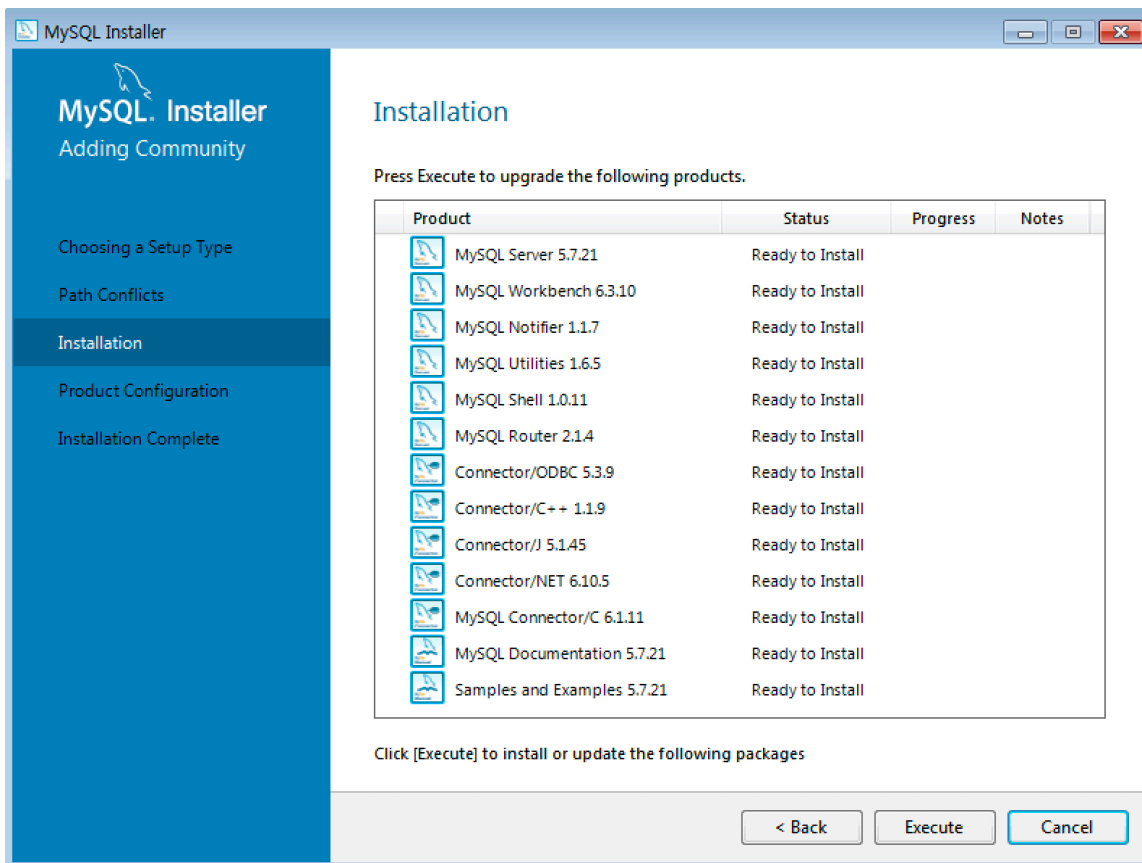 MySQL Installer
MySQL. Installer
Adding Community
Choosing a Setup Type
Path Conflicts
Installation
Product Configuration
Installation Complete
Installation
Press Execute to upgrade the following products.
Product Status Progress Notes
MySQL Server 5.7.21 Ready to Install
MySQL Workbench 6.3.10 Ready to Install
MySQL Notifier 1.1.7 Ready to Install
MySQL Utilities 1.6.5 Ready to Install
MySQL Shell 1.0.11 Ready to Install
MySQL Router 2.1.4 Ready to Install
Connector/ODBC 5.3.9 Ready to Install
Connector/C++ 1.1.9 Ready to Install
Connector/J 5.1.45 Ready to Install
Connector/NET 6.10.5 Ready to Install
MySQL Connector/C 6.1.11 Ready to Install
MySQL Documentation 5.7.21 Ready to Install
Samples and Examples 5.7.21 Ready to Install
Click [Execute] to install or update the following packages
< Back Execute Cancel